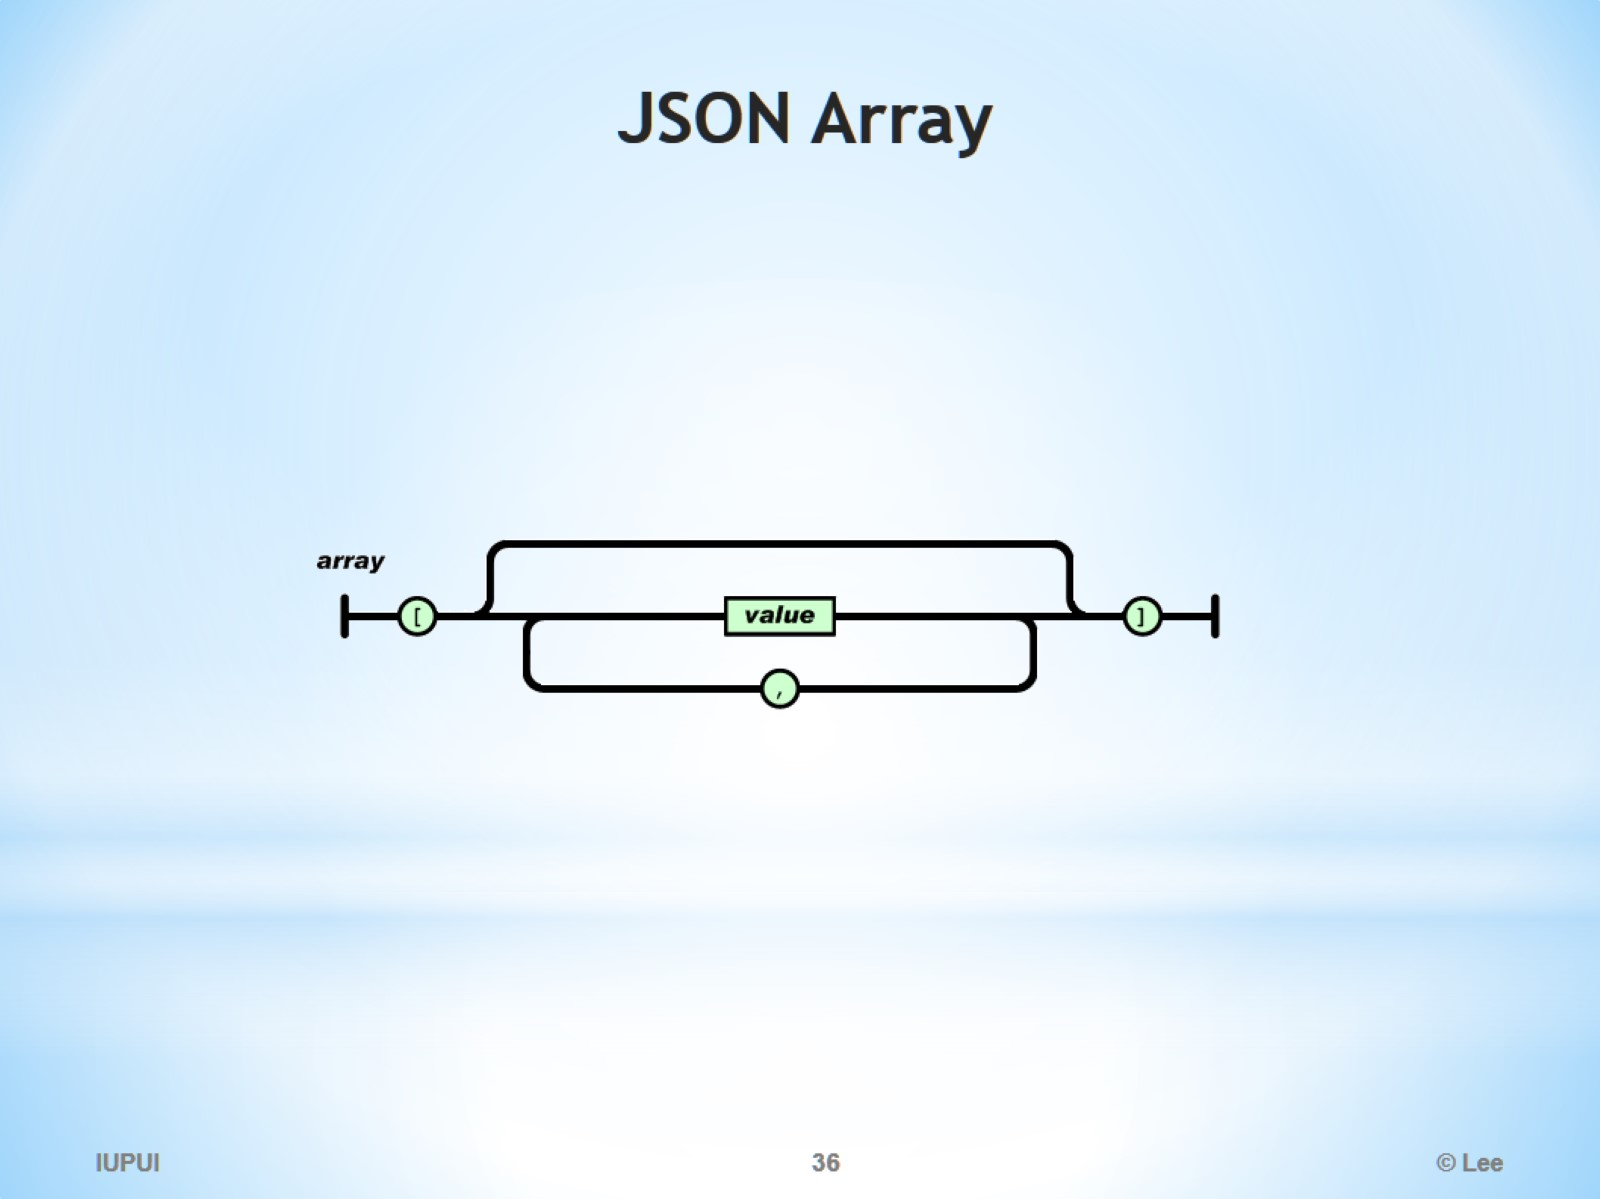 JSON Array
array
[
value
]
,
IUPUI
36
© Lee